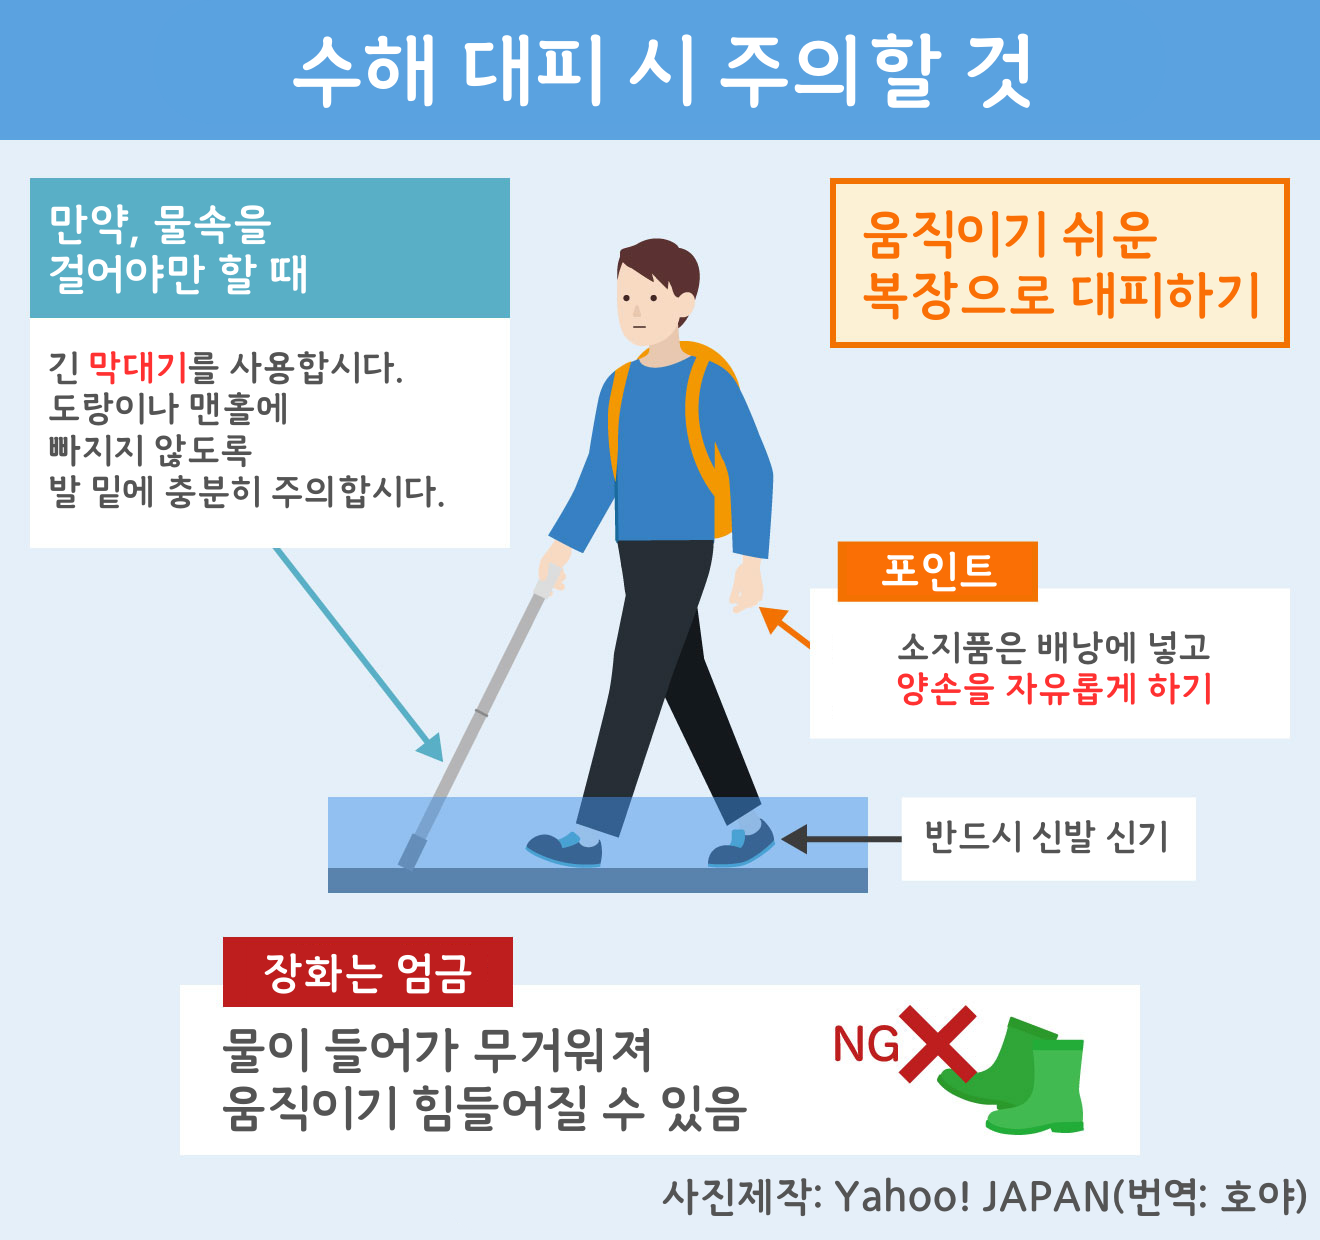 수해 대피 시 주의할 것
만약, 물속을
걸어야만 할 때
긴 막대기를 사용합시다.
도랑이나 맨홀에
빠지지 않도록
발 밑에 충분히 주의합시다.
움직이기 쉬운
복장으로 대피하기
포인트
소지품은 배낭에 넣고
양손을 자유롭게 하기
반드시 신발 신기
장화는 엄금
물이 들어가 무거워져
움직이기 힘들어질 수 있음
NG
사진제작: Yahoo! JAPAN(번역: 호야)